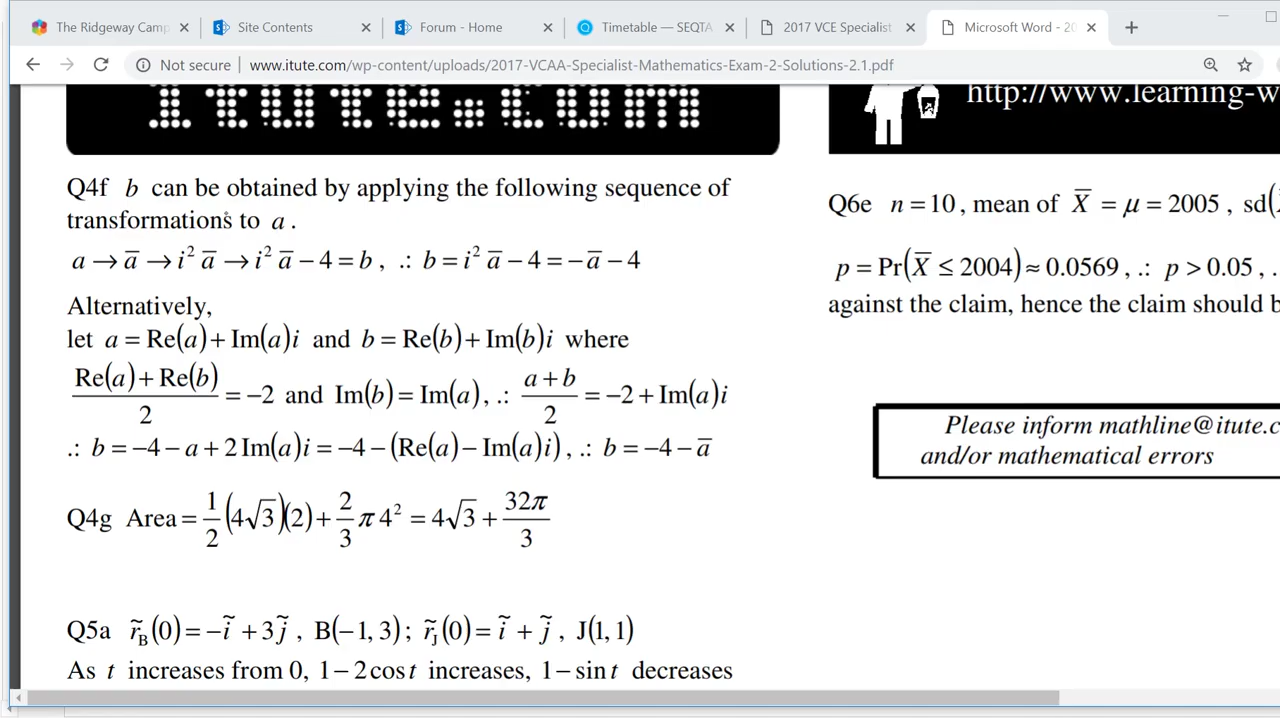 The Ridgeway Camp
Site Contents
Forum - Home
Timetable — SEQTA
2017 VCE Specialist
Microsoft Word - 20
Not secure | www.itute.com/wp-content/uploads/2017-VCAA-Specialist-Mathematics-Exam-2-Solutions-2.1.pdf
itute.com
http://www.learning-w
Q4f b can be obtained by applying the following sequence of
transformations to a .
a → a̅ → i² a̅ → i² a̅ − 4 = b , .: b = i² a̅ − 4 = −a̅ − 4
Alternatively,
let a = Re(a) + Im(a)i and b = Re(b) + Im(b)i where
(Re(a) + Re(b))/2 = −2 and Im(b) = Im(a), .: (a + b)/2 = −2 + Im(a)i
.: b = −4 − a + 2 Im(a)i = −4 − (Re(a) − Im(a)i), .: b = −4 − a̅
Q4g Area = 1/2 (4√3)(2) + 2/3 π 4² = 4√3 + 32π/3
Q5a r̃B(0) = −ĩ + 3j̃ , B(−1, 3) ; r̃J(0) = ĩ + j̃ , J(1, 1)
As t increases from 0, 1 − 2cos t increases, 1 − sin t decreases
Q6e n = 10 , mean of X̅ = μ = 2005 , sd(
p = Pr(X̅ ≤ 2004) ≈ 0.0569 , .: p > 0.05 , .
against the claim, hence the claim should b
Please inform mathline@itute.c
and/or mathematical errors